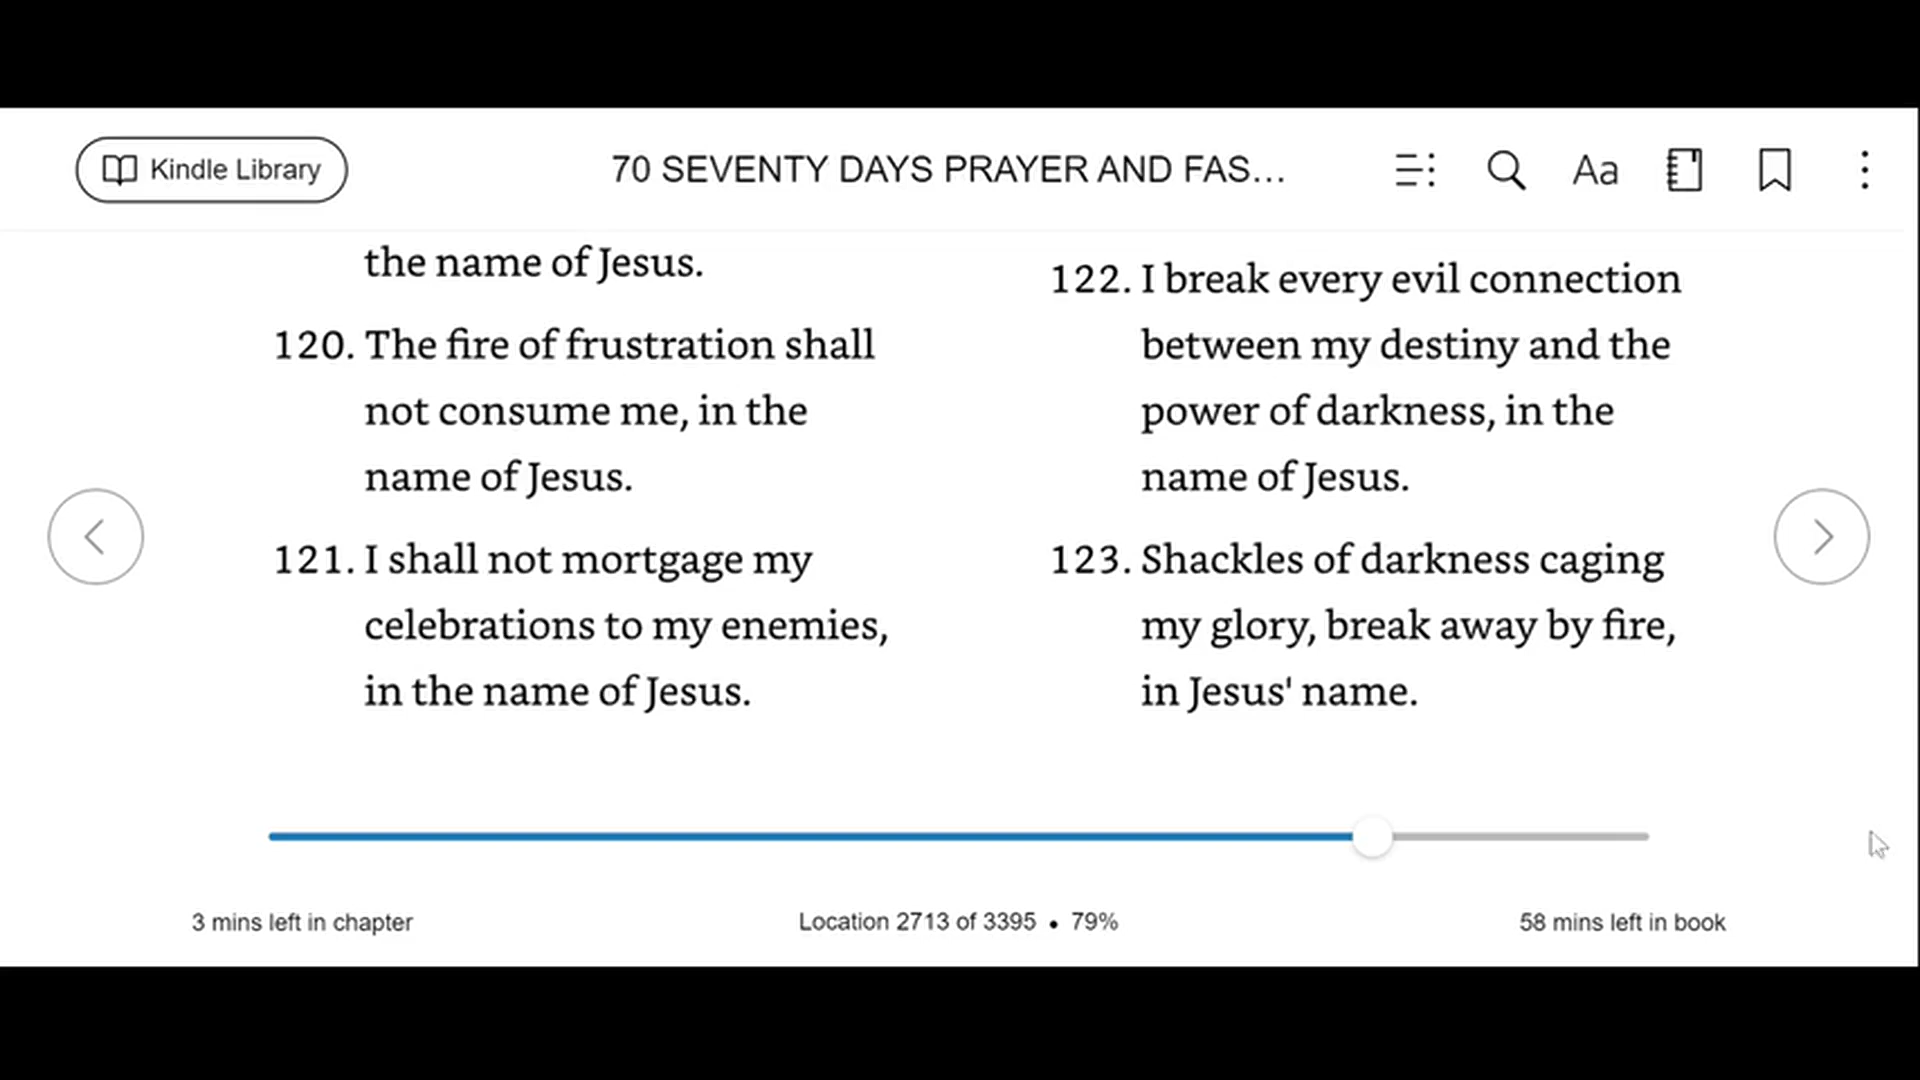 Kindle Library
70 SEVENTY DAYS PRAYER AND FAS...
Aa
the name of Jesus.
120. The fire of frustration shall
not consume me, in the
name of Jesus.
121. I shall not mortgage my
celebrations to my enemies,
in the name of Jesus.
122. I break every evil connection
between my destiny and the
power of darkness, in the
name of Jesus.
123. Shackles of darkness caging
my glory, break away by fire,
in Jesus' name.
3 mins left in chapter
Location 2713 of 3395 • 79%
58 mins left in book